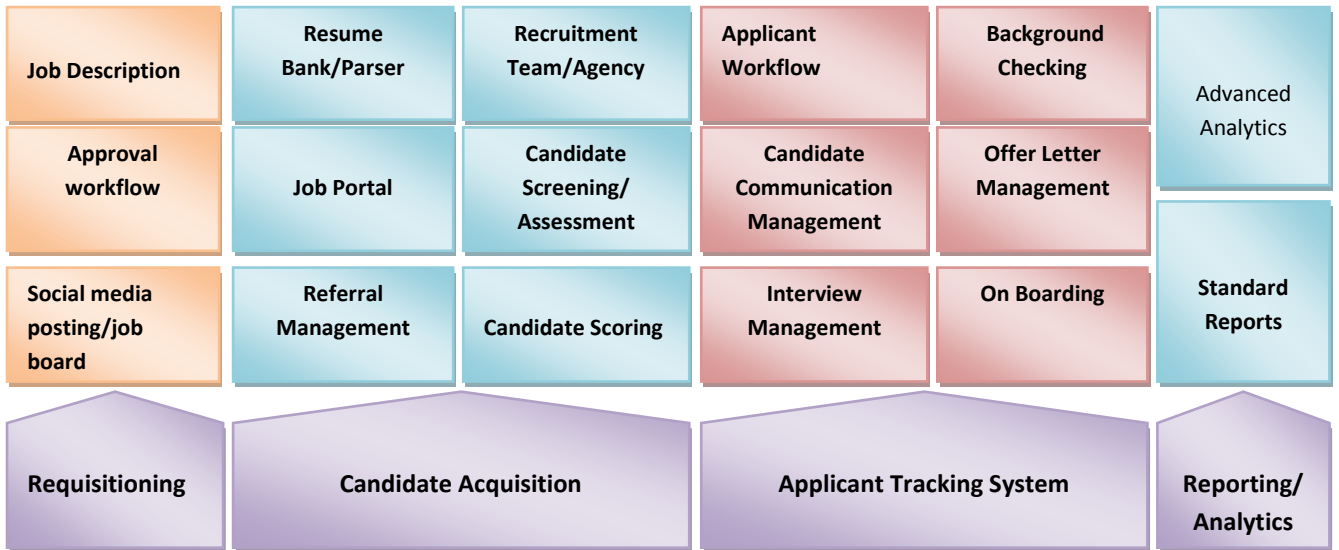 Job Description
Resume
Bank/Parser
Recruitment
Team/Agency
Applicant
Workflow
Background
Checking
Advanced
Analytics
Approval
workflow
Job Portal
Candidate
Screening/
Assessment
Candidate
Communication
Management
Offer Letter
Management
Social media
posting/job
board
Referral
Management
Candidate Scoring
Interview
Management
On Boarding
Standard
Reports
Requisitioning
Candidate Acquisition
Applicant Tracking System
Reporting/
Analytics